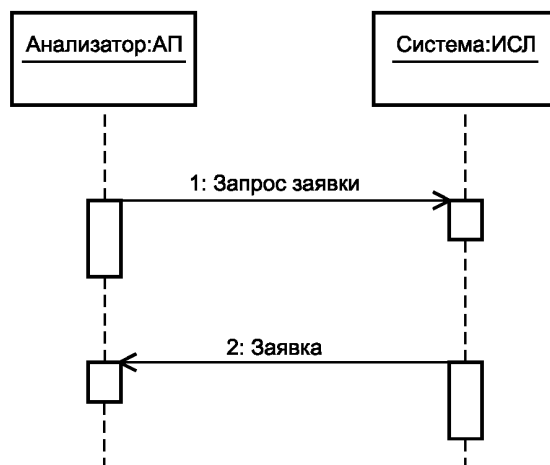 Анализатор:АП
Система:ИСЛ
1: Запрос заявки
2: Заявка